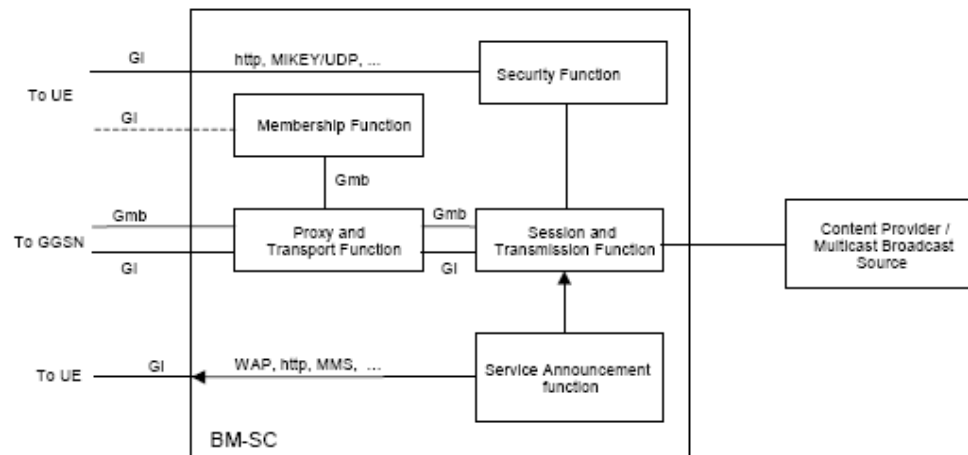 GI
http, MIKEY/UDP, ...
Security Function
To UE
GI
Membership Function
Gmb
Gmb
Proxy and
Transport Function
Gmb
Session and
Transmission Function
Content Provider /
Multicast Broadcast
Source
To GGSN
GI
GI
To UE
GI
WAP, http, MMS, ...
Service Announcement
function
BM-SC